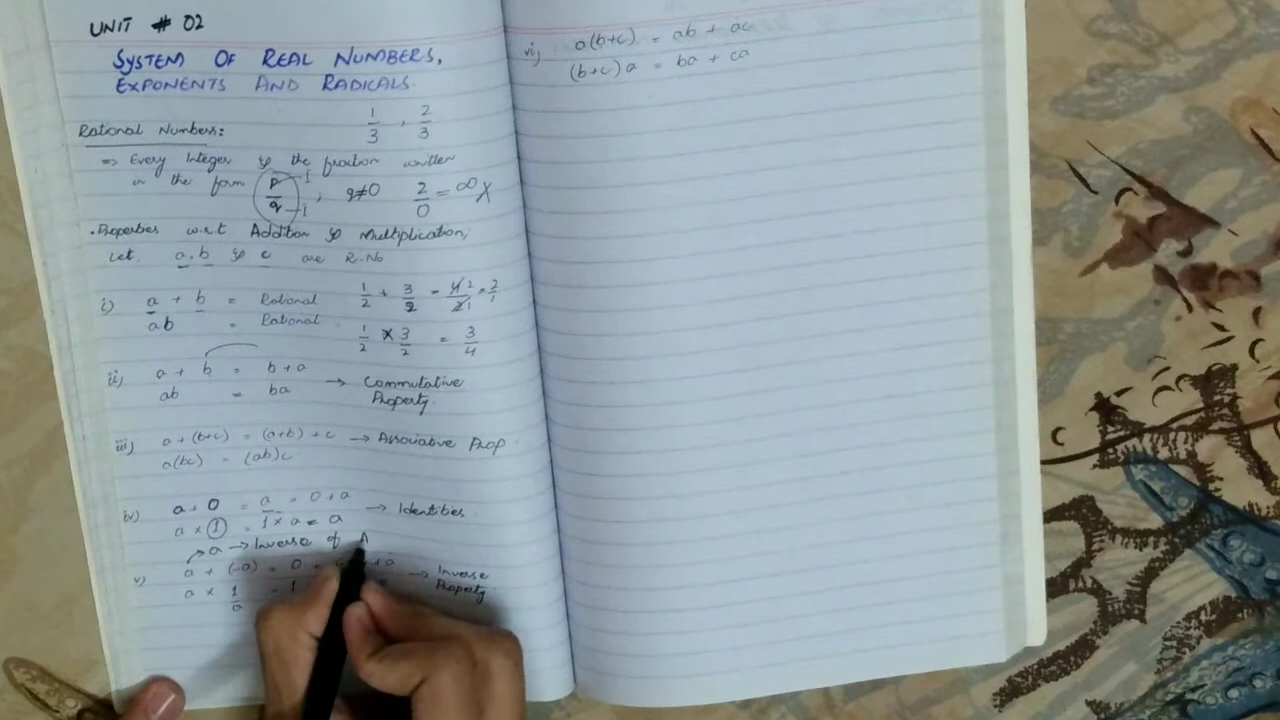 UNIT # 02
SYSTEM OF REAL NUMBERS,
EXPONENTS AND RADICALS.
1/3 , 2/3
Rational Numbers:
⇒ Every Integer & the fraction written
in the form p/q , q≠0 2/0 = ∞ X
• Properties w.r.t Addition & Multiplication;
Let a, b & c are R.No
i) a + b = Rational 1/2 + 3/2 = 4/2 = 2/1
ab = Rational 1/2 × 3/2 = 3/4
ii) a + b = b + a
ab = ba → Commutative
Property.
iii) a + (b+c) = (a+b) + c → Associative Prop.
a(bc) = (ab)c
iv) a + 0 = a = 0 + a
a × 1 = 1 × a = a → Identities.
a → Inverse of A
v) a + (-a) = 0 = + a
→ Inverse
Property.
a × 1/a = 1
vi) a(b+c) = ab + ac
(b+c)a = ba + ca